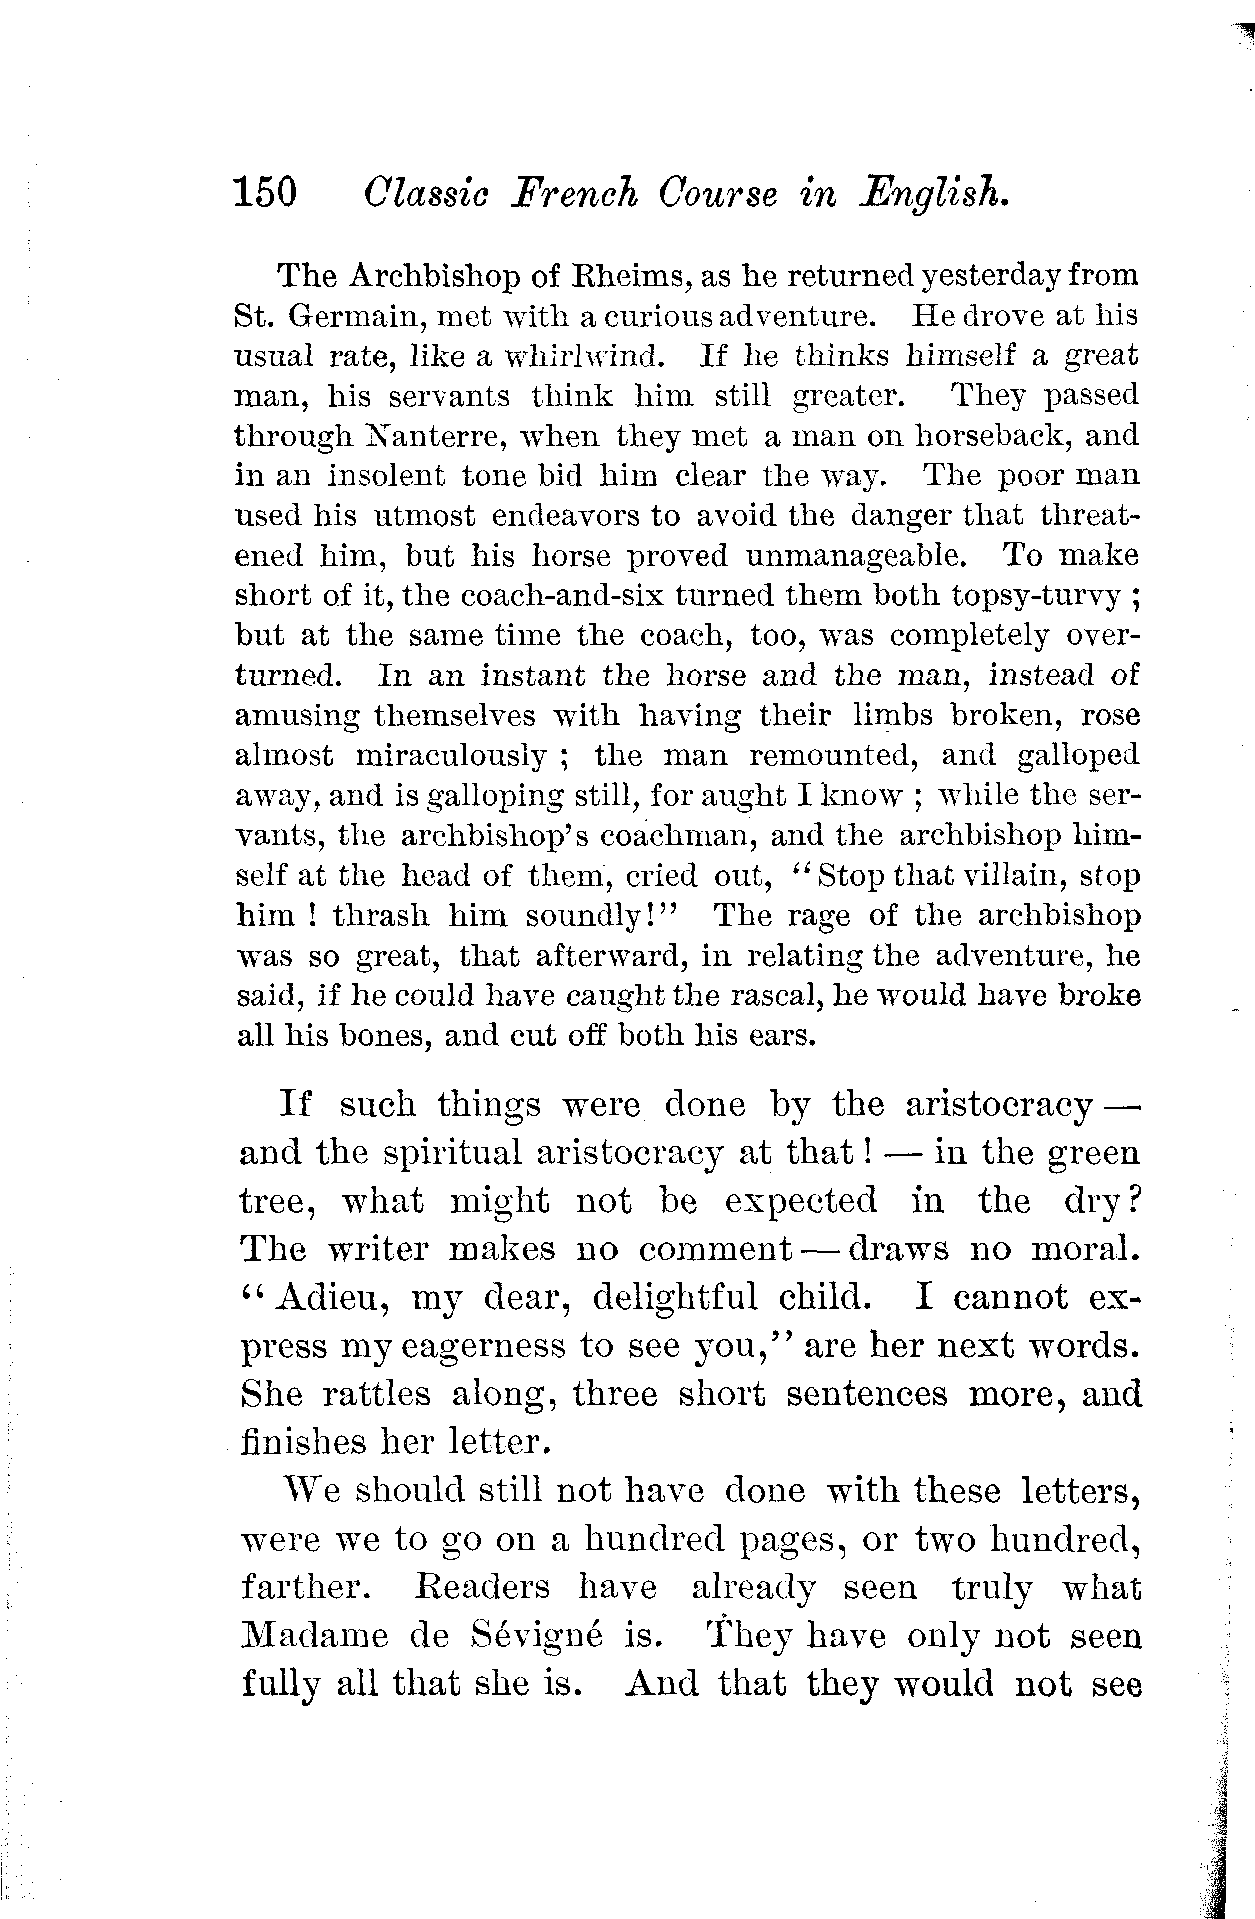 150 Classic French Course in English.
The Archbishop of Rheims, as he returned yesterday from
St. Germain, met with a curious adventure. He drove at his
usual rate, like a whirlwind. If he thinks himself a great
man, his servants think him still greater. They passed
through Nanterre, when they met a man on horseback, and
in an insolent tone bid him clear the way. The poor man
used his utmost endeavors to avoid the danger that threat-
ened him, but his horse proved unmanageable. To make
short of it, the coach-and-six turned them both topsy-turvy ;
but at the same time the coach, too, was completely over-
turned. In an instant the horse and the man, instead of
amusing themselves with having their limbs broken, rose
almost miraculously ; the man remounted, and galloped
away, and is galloping still, for aught I know ; while the ser-
vants, the archbishop's coachman, and the archbishop him-
self at the head of them, cried out, “Stop that villain, stop
him ! thrash him soundly!” The rage of the archbishop
was so great, that afterward, in relating the adventure, he
said, if he could have caught the rascal, he would have broke
all his bones, and cut off both his ears.
If such things were done by the aristocracy —
and the spiritual aristocracy at that ! — in the green
tree, what might not be expected in the dry?
The writer makes no comment — draws no moral.
“ Adieu, my dear, delightful child. I cannot ex-
press my eagerness to see you,” are her next words.
She rattles along, three short sentences more, and
finishes her letter.
We should still not have done with these letters,
were we to go on a hundred pages, or two hundred,
farther. Readers have already seen truly what
Madame de Sévigné is. They have only not seen
fully all that she is. And that they would not see